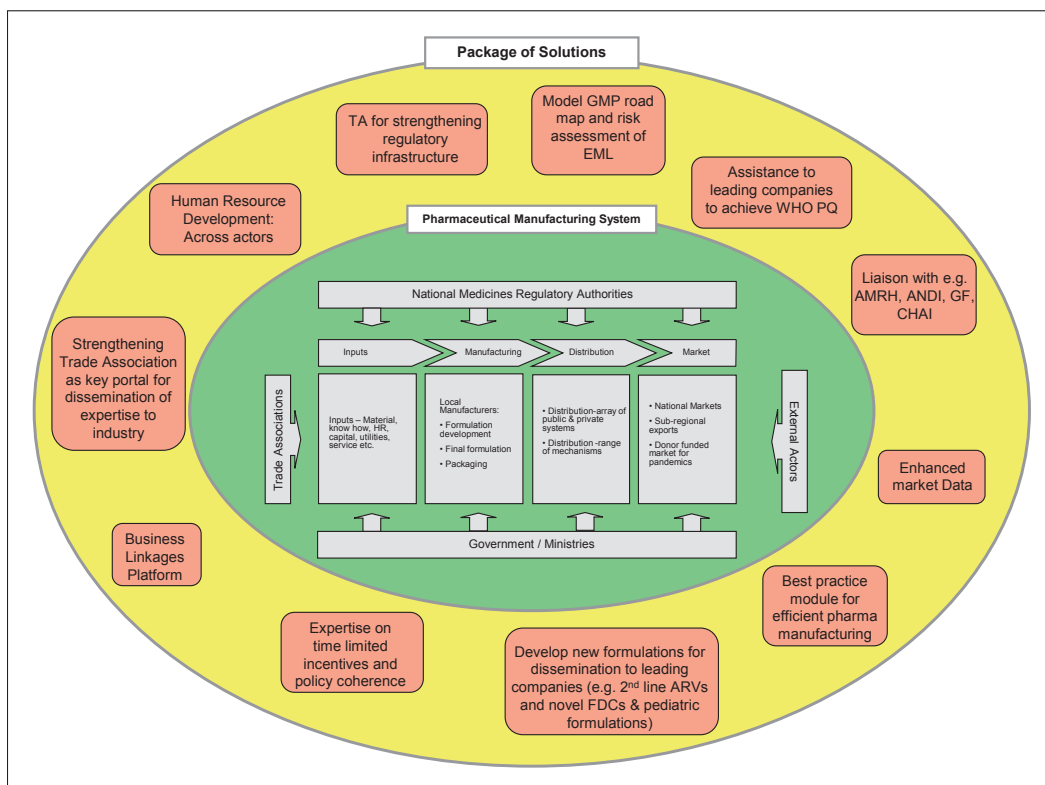 Package of Solutions
TA for strengthening
regulatory
infrastructure
Model GMP road
map and risk
assessment of
EML
Assistance to
leading companies
to achieve WHO PQ
Human Resource
Development:
Across actors
Liaison with e.g.
AMRH, ANDI, GF,
CHAI
Strengthening
Trade Association
as key portal for
dissemination of
expertise to
industry
Enhanced
market Data
Business
Linkages
Platform
Best practice
module for
efficient pharma
manufacturing
Expertise on
time limited
incentives and
policy coherence
Develop new formulations for
dissemination to leading
companies (e.g. 2nd line ARVs
and novel FDCs & pediatric
formulations)
Pharmaceutical Manufacturing System
National Medicines Regulatory Authorities
Inputs
Manufacturing
Distribution
Market
Trade Associations
Inputs – Material,
know how, HR,
capital, utilities,
service etc.
Local
Manufacturers:
• Formulation
development
• Final formulation
• Packaging
• Distribution-array of
public & private
systems
• Distribution -range
of mechanisms
• National Markets
• Sub-regional
exports
• Donor funded
market for
pandemics
External Actors
Government / Ministries